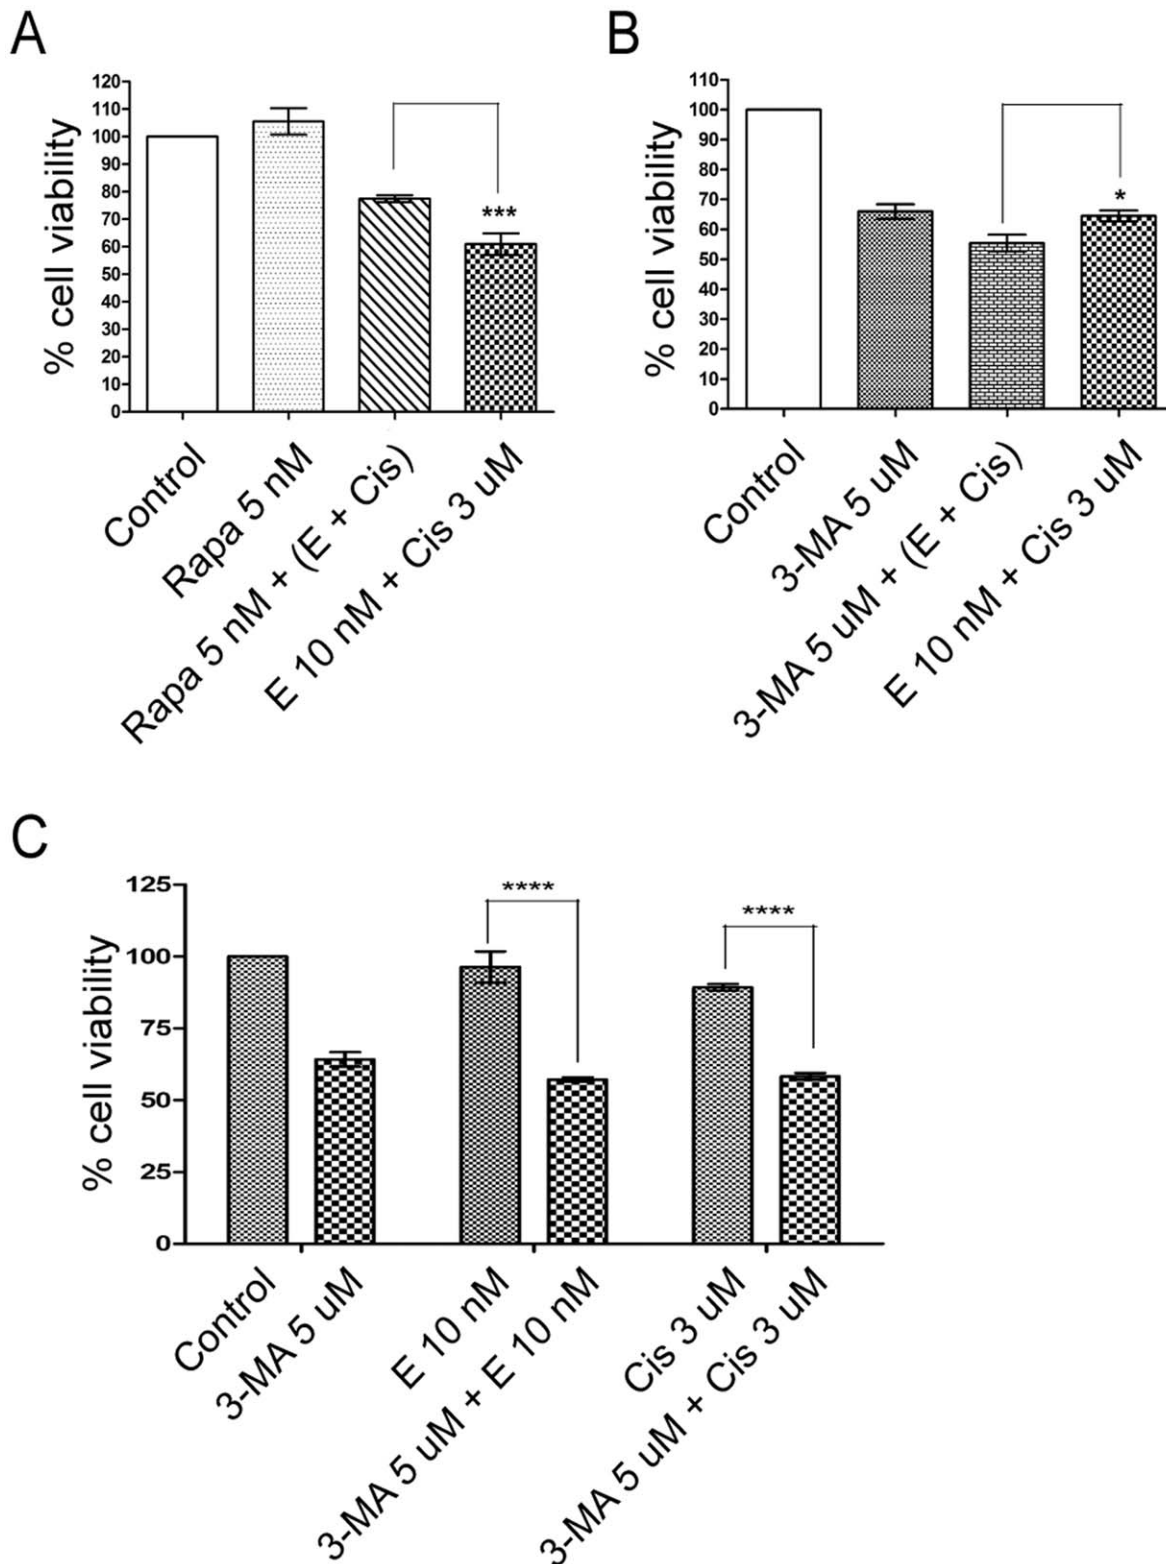 A
% cell viability
120
110
100
90
80
70
60
50
40
30
20
10
0
***
Control
Rapa 5 nM
Rapa 5 nM + (E + Cis)
E 10 nM + Cis 3 uM
B
% cell viability
110
100
90
80
70
60
50
40
30
20
10
0
*
Control
3-MA 5 uM
3-MA 5 uM + (E + Cis)
E 10 nM + Cis 3 uM
C
% cell viability
125
100
75
50
25
0
****
****
Control
3-MA 5 uM
E 10 nM
3-MA 5 uM + E 10 nM
Cis 3 uM
3-MA 5 uM + Cis 3 uM